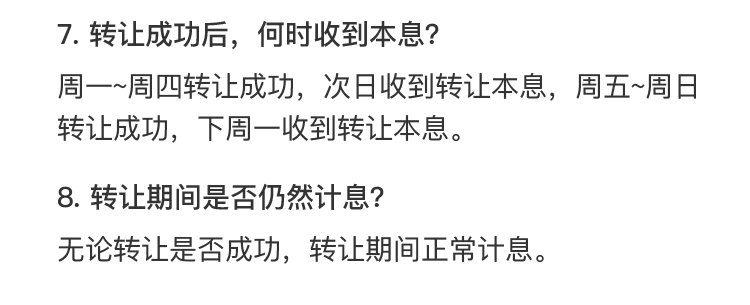 7. 转让成功后，何时收到本息？
周一~周四转让成功，次日收到转让本息，周五~周日
转让成功，下周一收到转让本息。
8. 转让期间是否仍然计息？
无论转让是否成功，转让期间正常计息。